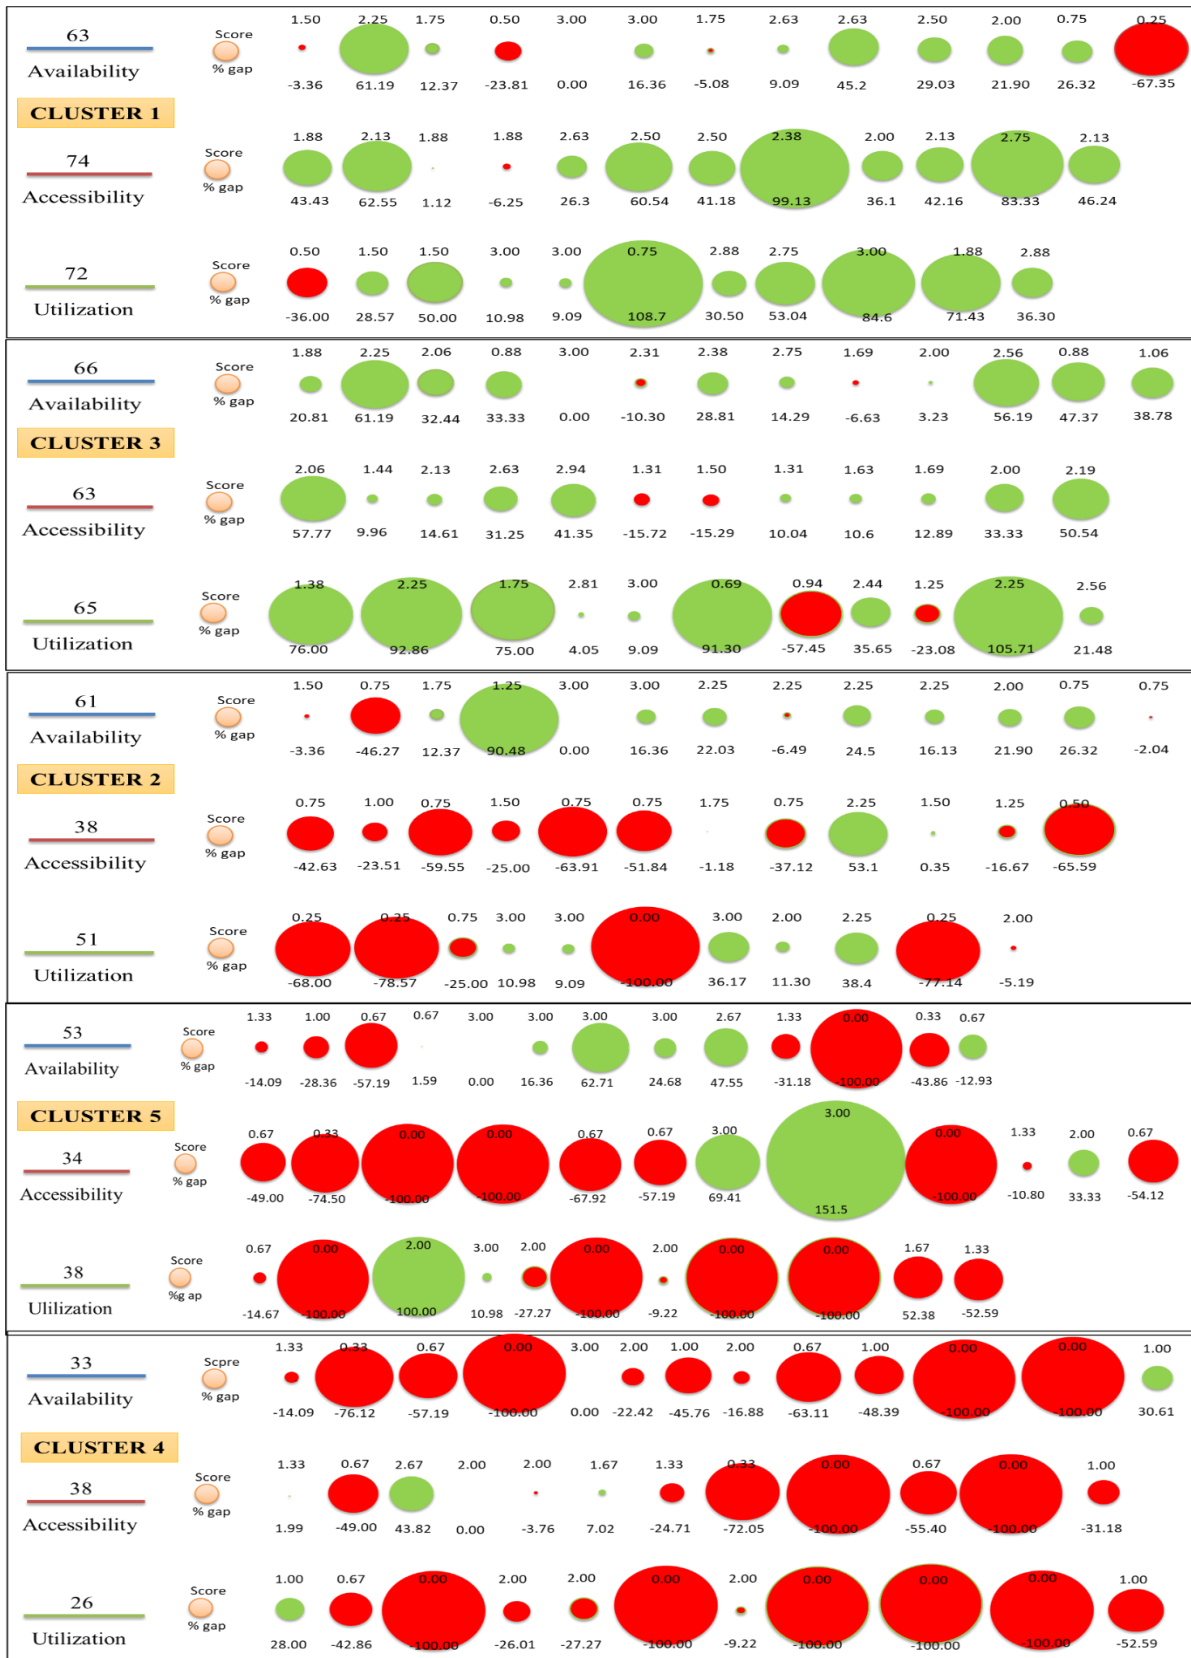 1.50 2.25 1.75 0.50 3.00 3.00 1.75 2.63 2.63 2.50 2.00 0.75 0.25
63 Score
Availability % gap
-3.36 61.19 12.37 -23.81 0.00 16.36 -5.08 9.09 45.2 29.03 21.90 26.32 -67.35
CLUSTER 1
1.88 2.13 1.88 1.88 2.63 2.50 2.50 2.38 2.00 2.13 2.75 2.13
74 Score
Accessibility % gap
43.43 62.55 1.12 -6.25 26.3 60.54 41.18 99.13 36.1 42.16 83.33 46.24
0.50 1.50 1.50 3.00 3.00 0.75 2.88 2.75 3.00 1.88 2.88
72 Score
Utilization % gap
-36.00 28.57 50.00 10.98 9.09 108.7 30.50 53.04 84.6 71.43 36.30
1.88 2.25 2.06 0.88 3.00 2.31 2.38 2.75 1.69 2.00 2.56 0.88 1.06
66 Score
Availability % gap
20.81 61.19 32.44 33.33 0.00 -10.30 28.81 14.29 -6.63 3.23 56.19 47.37 38.78
CLUSTER 3
2.06 1.44 2.13 2.63 2.94 1.31 1.50 1.31 1.63 1.69 2.00 2.19
63 Score
Accessibility % gap
57.77 9.96 14.61 31.25 41.35 -15.72 -15.29 10.04 10.6 12.89 33.33 50.54
1.38 2.25 1.75 2.81 3.00 0.69 0.94 2.44 1.25 2.25 2.56
65 Score
Utilization % gap
76.00 92.86 75.00 4.05 9.09 91.30 -57.45 35.65 -23.08 105.71 21.48
1.50 0.75 1.75 1.25 3.00 3.00 2.25 2.25 2.25 2.25 2.00 0.75 0.75
61 Score
Availability % gap
-3.36 -46.27 12.37 90.48 0.00 16.36 22.03 -6.49 24.5 16.13 21.90 26.32 -2.04
CLUSTER 2
0.75 1.00 0.75 1.50 0.75 0.75 1.75 0.75 2.25 1.50 1.25 0.50
38 Score
Accessibility % gap
-42.63 -23.51 -59.55 -25.00 -63.91 -51.84 -1.18 -37.12 53.1 0.35 -16.67 -65.59
0.25 0.25 0.75 3.00 3.00 0.00 3.00 2.00 2.25 0.25 2.00
51 Score
Utilization % gap
-68.00 -78.57 -25.00 10.98 9.09 -100.00 36.17 11.30 38.4 -77.14 -5.19
1.33 1.00 0.67 0.67 3.00 3.00 3.00 3.00 2.67 1.33 0.00 0.33 0.67
53 Score
Availability % gap
-14.09 -28.36 -57.19 1.59 0.00 16.36 62.71 24.68 47.55 -31.18 -100.00 -43.86 -12.93
CLUSTER 5
0.67 0.33 0.00 0.00 0.67 0.67 3.00 3.00 0.00 1.33 2.00 0.67
34 Score
Accessibility % gap
-49.00 -74.50 -100.00 -100.00 -67.92 -57.19 69.41 151.5 -100.00 -10.80 33.33 -54.12
0.67 0.00 2.00 3.00 2.00 0.00 2.00 0.00 0.00 1.67 1.33
38 Score
Ulilization %g ap
-14.67 -100.00 100.00 10.98 -27.27 -100.00 -9.22 -100.00 -100.00 52.38 -52.59
1.33 0.33 0.67 0.00 3.00 2.00 1.00 2.00 0.67 1.00 0.00 0.00 1.00
33 Scpre
Availability % gap
-14.09 -76.12 -57.19 -100.00 0.00 -22.42 -45.76 -16.88 -63.11 -48.39 -100.00 -100.00 30.61
CLUSTER 4
1.33 0.67 2.67 2.00 2.00 1.67 1.33 0.33 0.00 0.67 0.00 1.00
38 Score
Accessibility % gap
1.99 -49.00 43.82 0.00 -3.76 7.02 -24.71 -72.05 -100.00 -55.40 -100.00 -31.18
1.00 0.67 0.00 2.00 2.00 0.00 2.00 0.00 0.00 0.00 1.00
26 Score
Utilization % gap
28.00 -42.86 -100.00 -26.01 -27.27 -100.00 -9.22 -100.00 -100.00 -100.00 -52.59